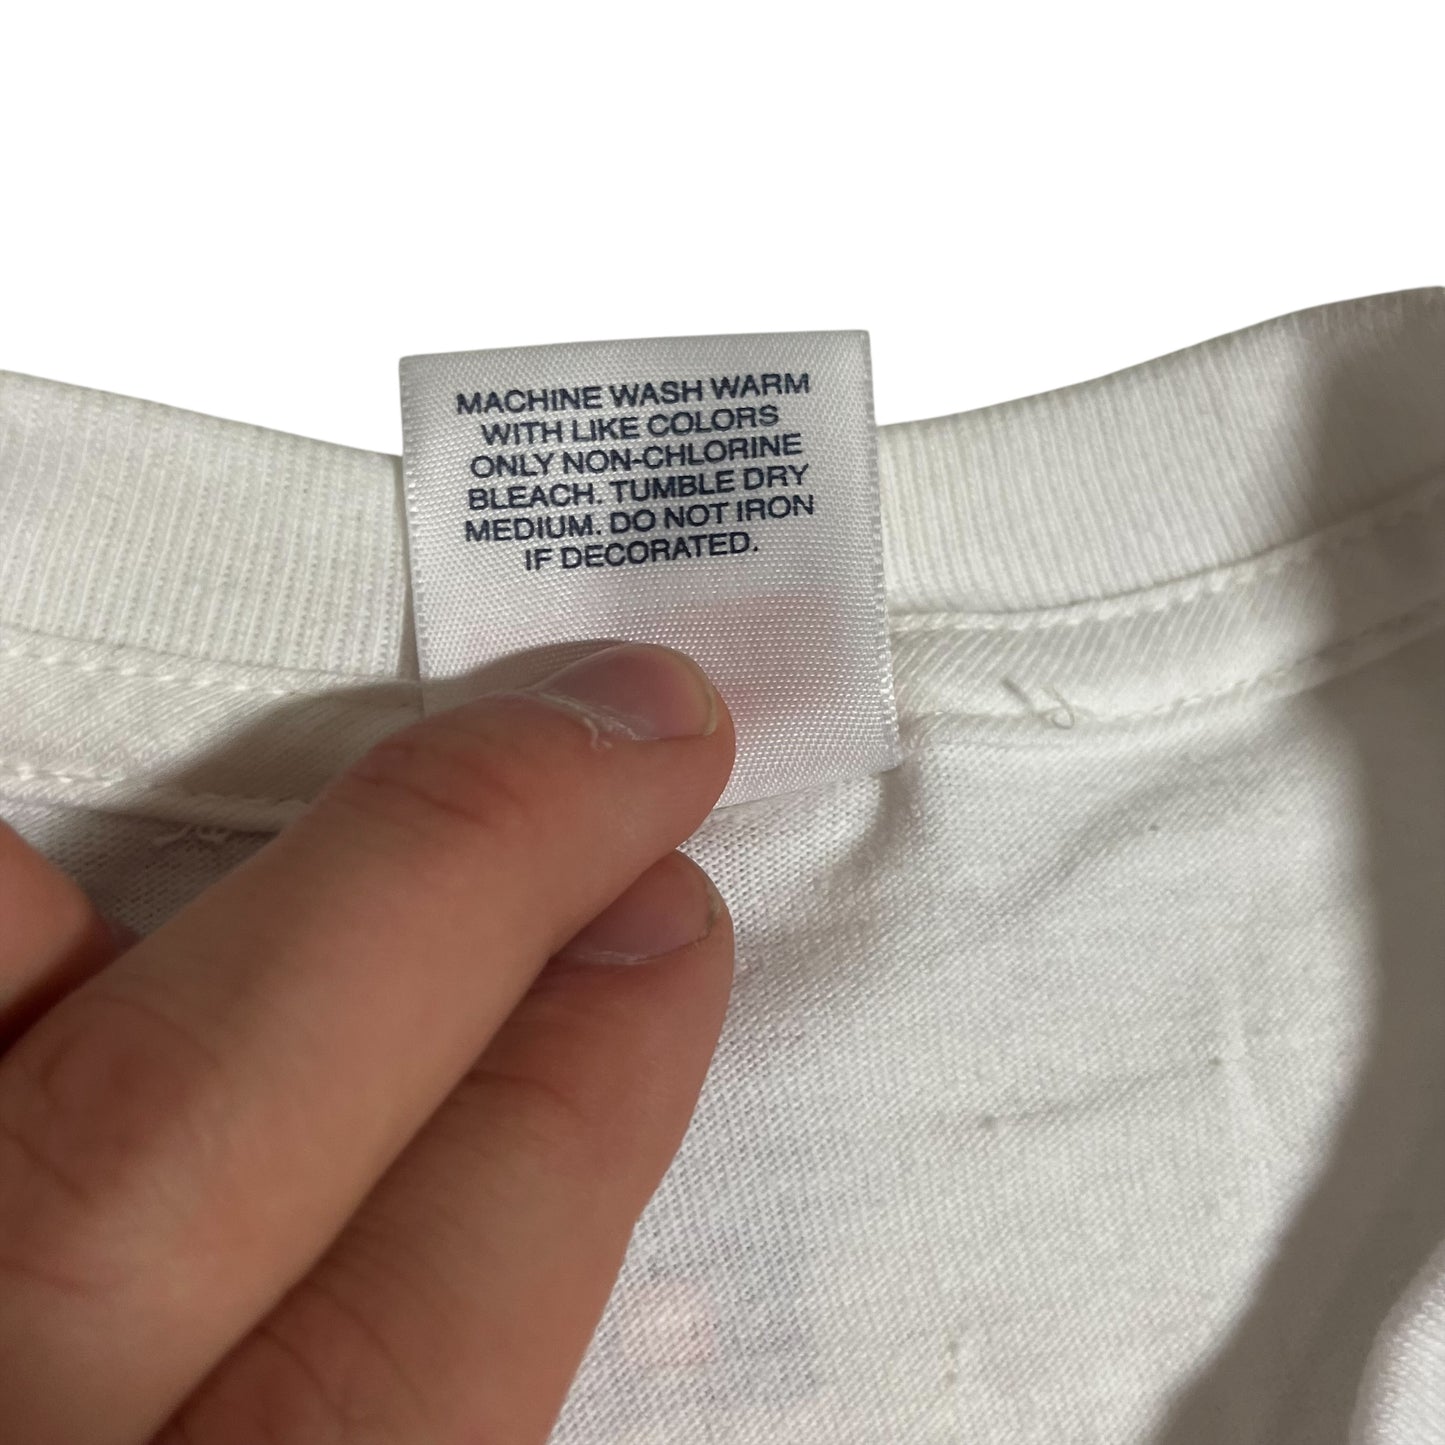 MACHINE WASH WARM
WITH LIKE COLORS
ONLY NON-CHLORINE
BLEACH. TUMBLE DRY
MEDIUM. DO NOT IRON
IF DECORATED.